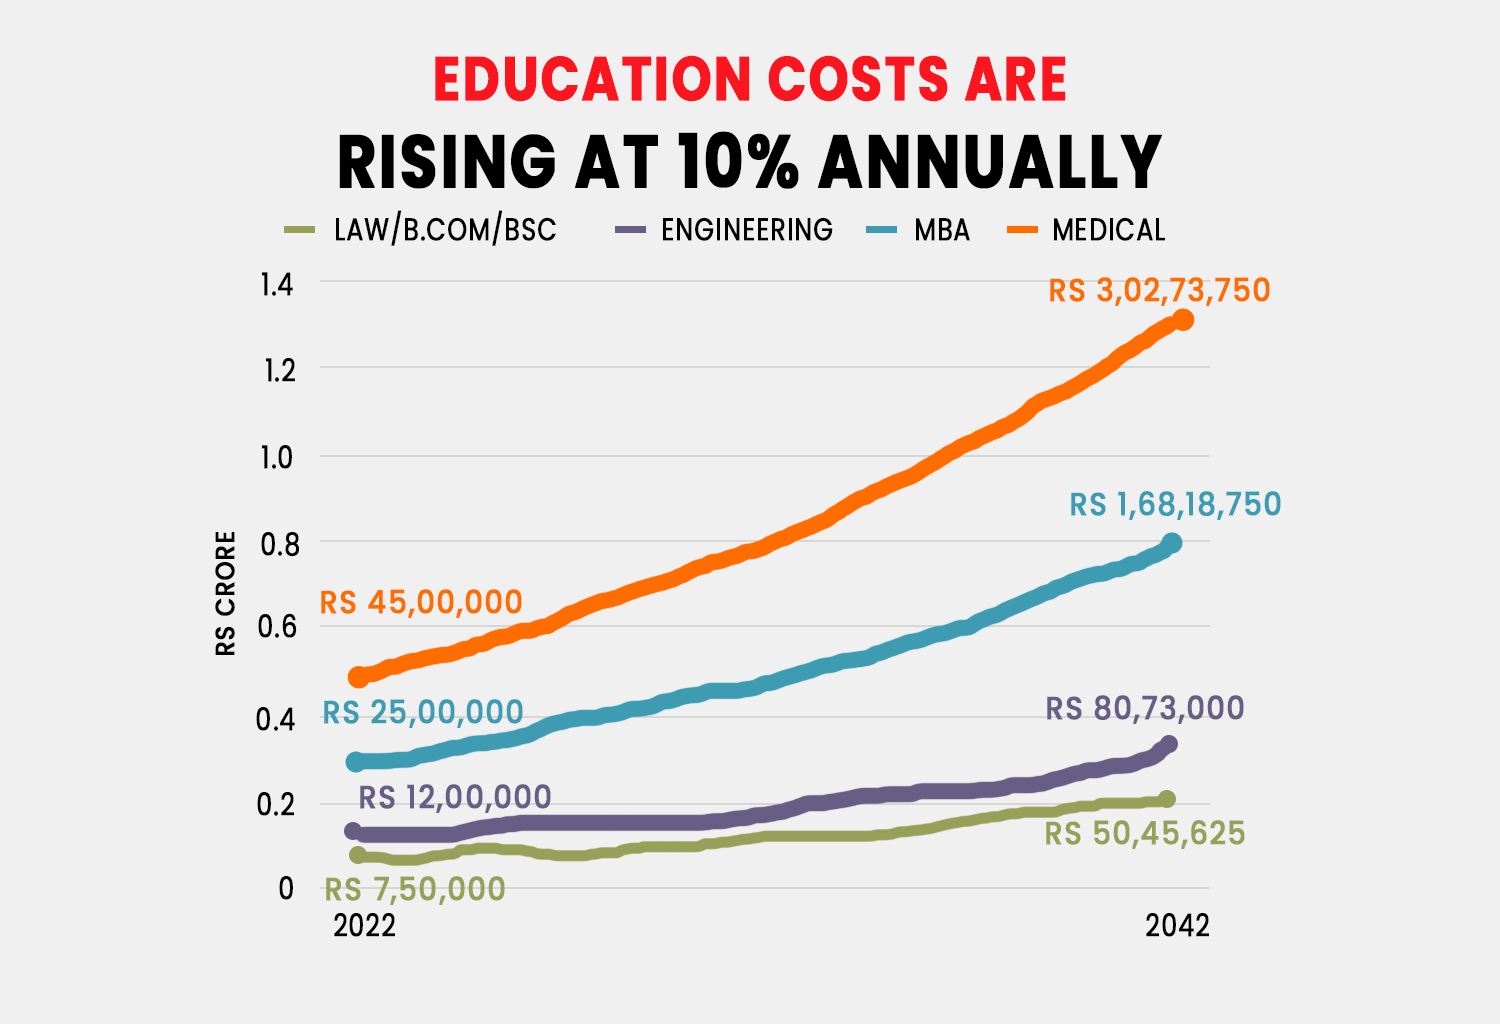 EDUCATION COSTS ARE
RISING AT 10% ANNUALLY
LAW/B.COM/BSC ENGINEERING MBA MEDICAL
1.4
RS 3,02,73,750
1.2
1.0
RS 1,68,18,750
0.8
RS CRORE
RS 45,00,000
0.6
RS 25,00,000
0.4
RS 80,73,000
RS 12,00,000
0.2
RS 50,45,625
0
RS 7,50,000
2022 2042